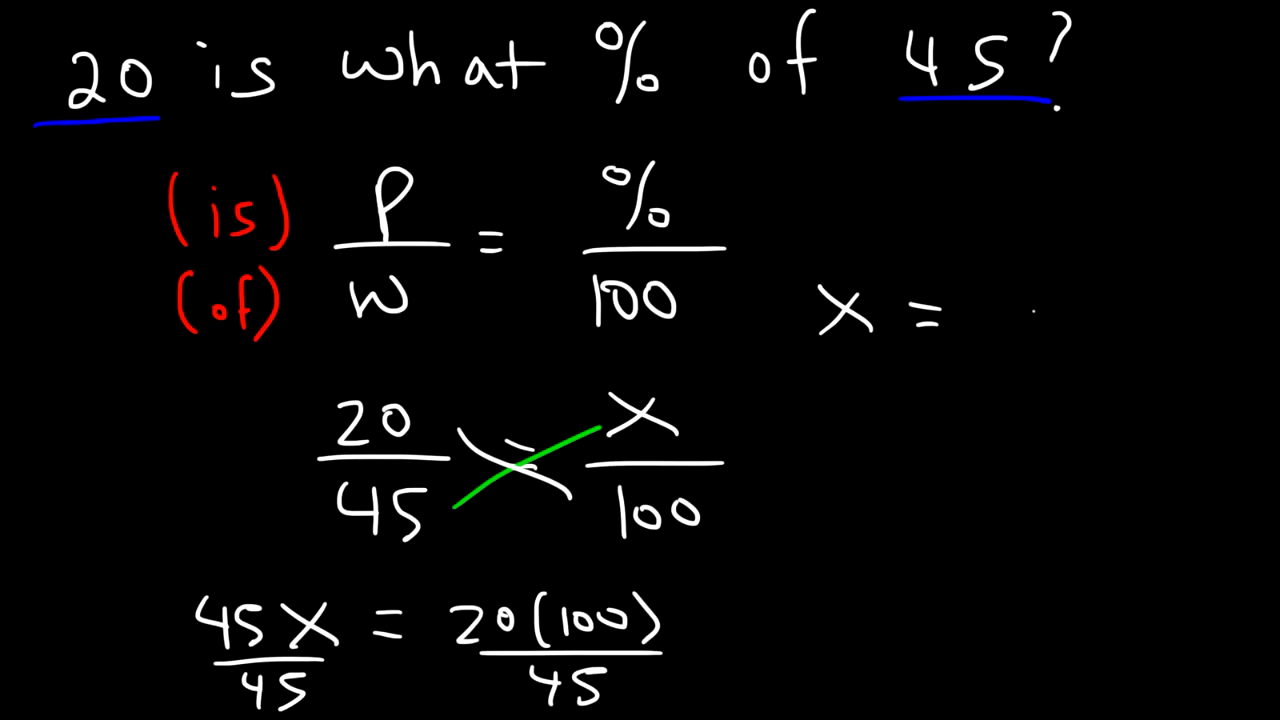 20 is what % of 45?
(is) P/w = %/100
(of)
x =
20/45 = x/100
45x/45 = 20(100)/45